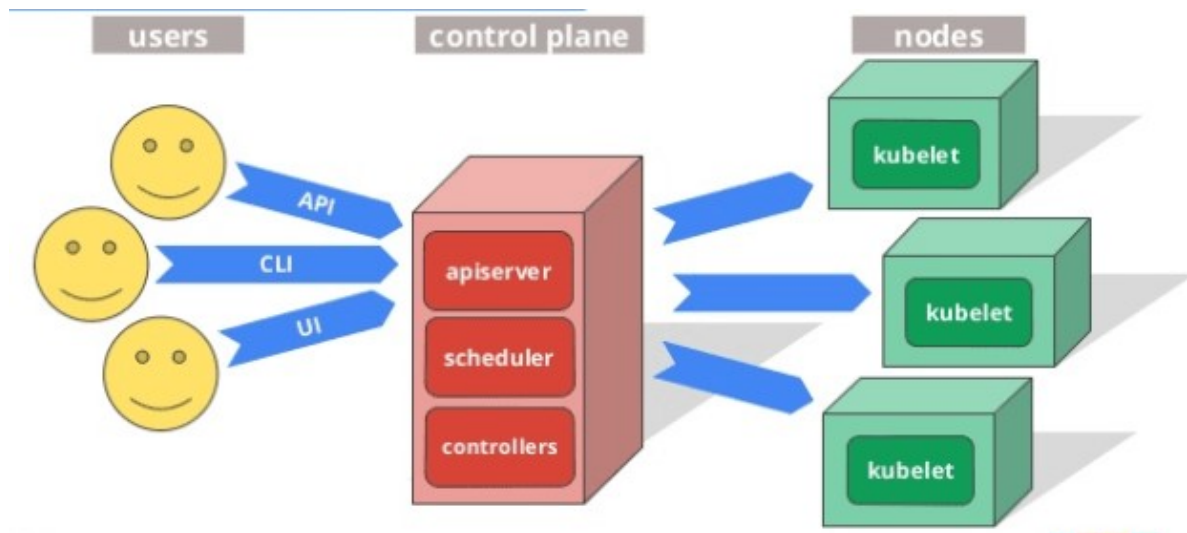 users
control plane
nodes
API
CLI
UI
apiserver
scheduler
controllers
kubelet
kubelet
kubelet